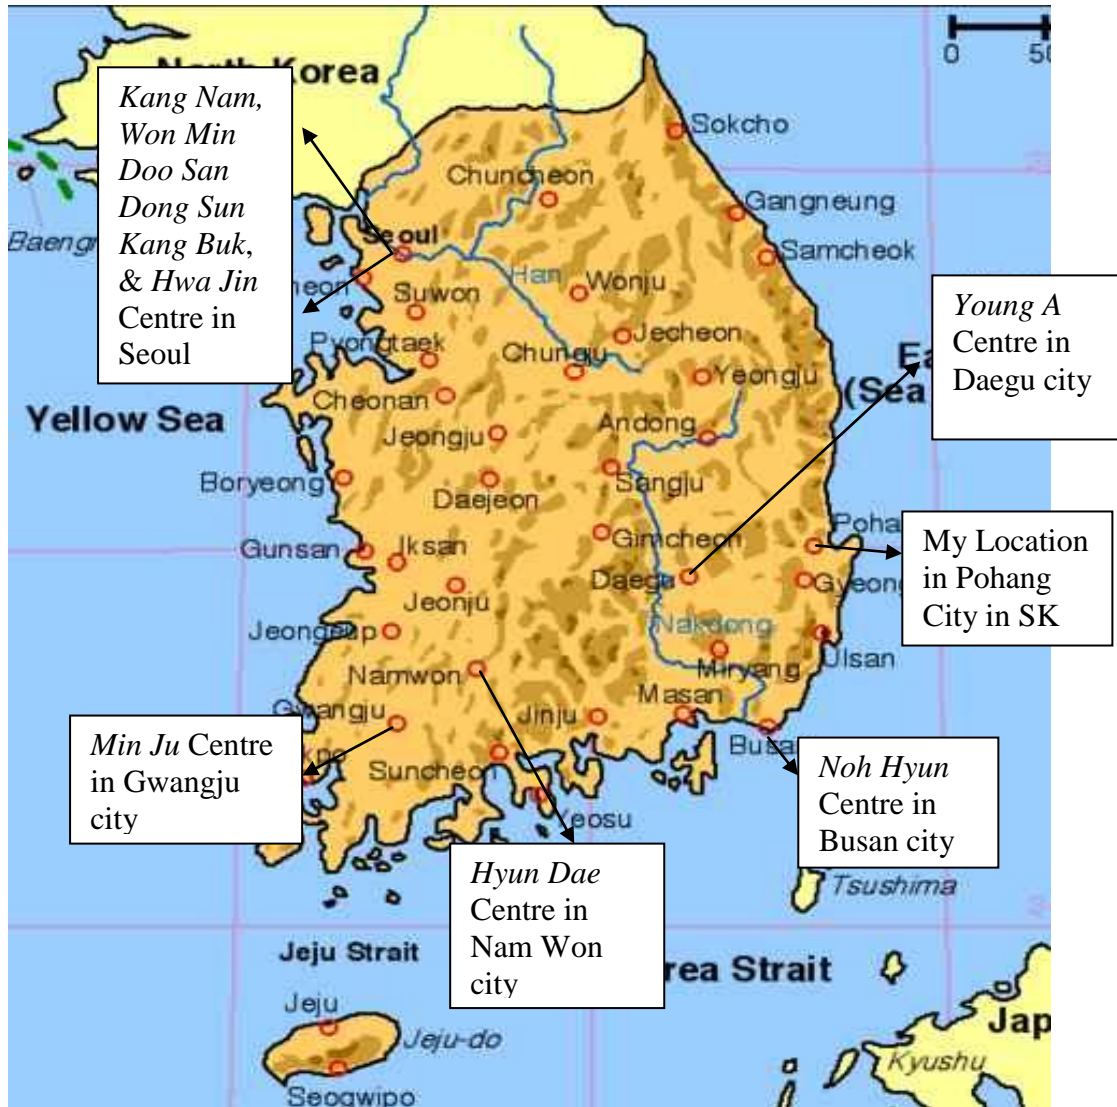 North Korea
0
50
Kang Nam,
Won Min
Doo San
Dong Sun
Kang Buk,
& Hwa Jin
Centre in
Seoul
Sokcho
Chuncheon
Gangneung
Seoul
Samcheok
Han
Wonju
Suwon
Jecheon
Pyongtaek
Chungju
Yeongju
Young A
Centre in
Daegu city
(Sea
Yellow Sea
Cheonan
Andong
Jeongju
Boryeong
Daejeon
Sangju
Gunsan
Iksan
Gimcheon
My Location
in Pohang
City in SK
Daegu
Jeonju
Jeongeup
Nakdong
Miryang
Ulsan
Namwon
Masan
Gwangju
Jinju
Min Ju Centre
in Gwangju
city
Suncheon
Noh Hyun
Centre in
Busan city
Yeosu
Hyun Dae
Centre in
Nam Won
city
Tsushima
Jeju Strait
rea Strait
Jeju
Jeju-do
Jap
Kyushu
Seogwipo